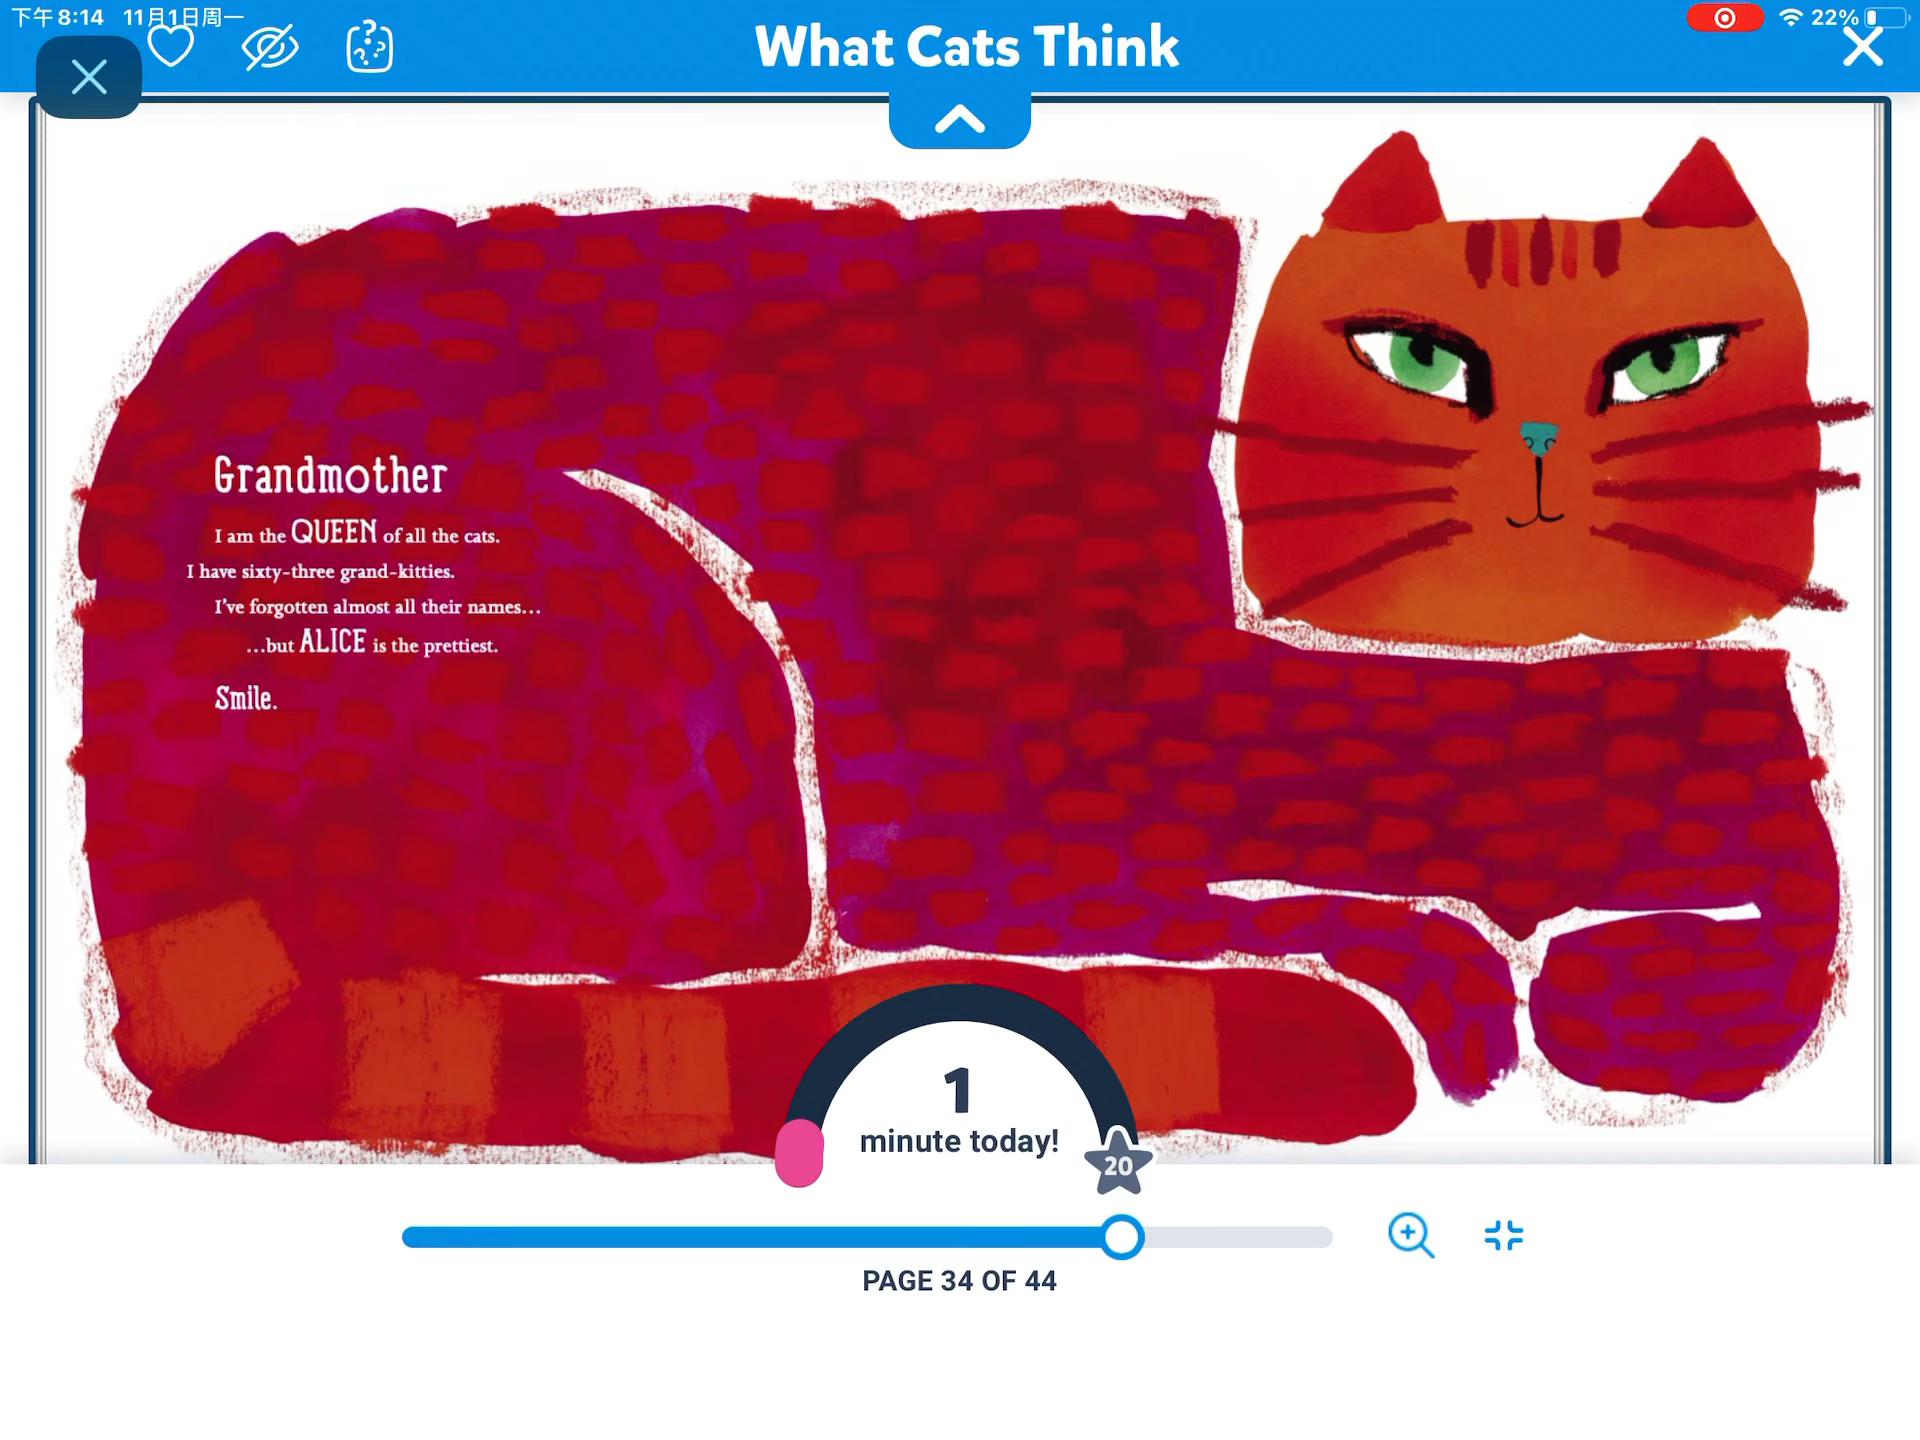 下午8:14 11月1日周一
22%
What Cats Think
Grandmother
I am the QUEEN of all the cats.
I have sixty-three grand-kitties.
I've forgotten almost all their names...
...but ALICE is the prettiest.
Smile.
1
minute today!
20
PAGE 34 OF 44